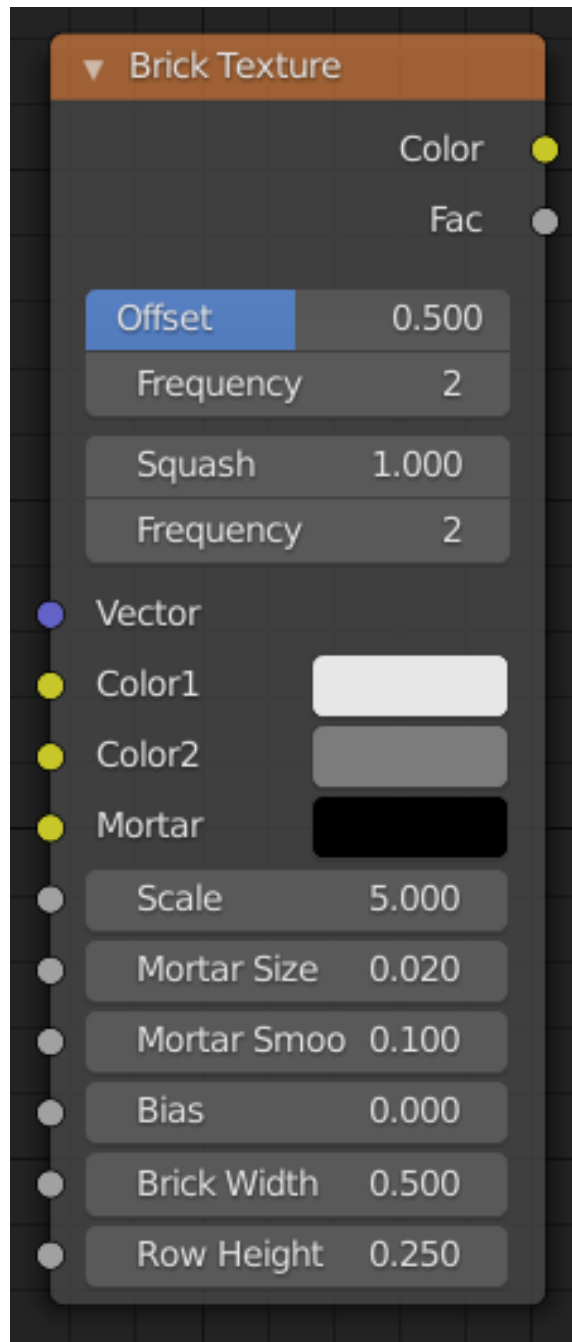 Brick Texture
Color
Fac
Offset 0.500
Frequency 2
Squash 1.000
Frequency 2
Vector
Color1
Color2
Mortar
Scale 5.000
Mortar Size 0.020
Mortar Smoo 0.100
Bias 0.000
Brick Width 0.500
Row Height 0.250